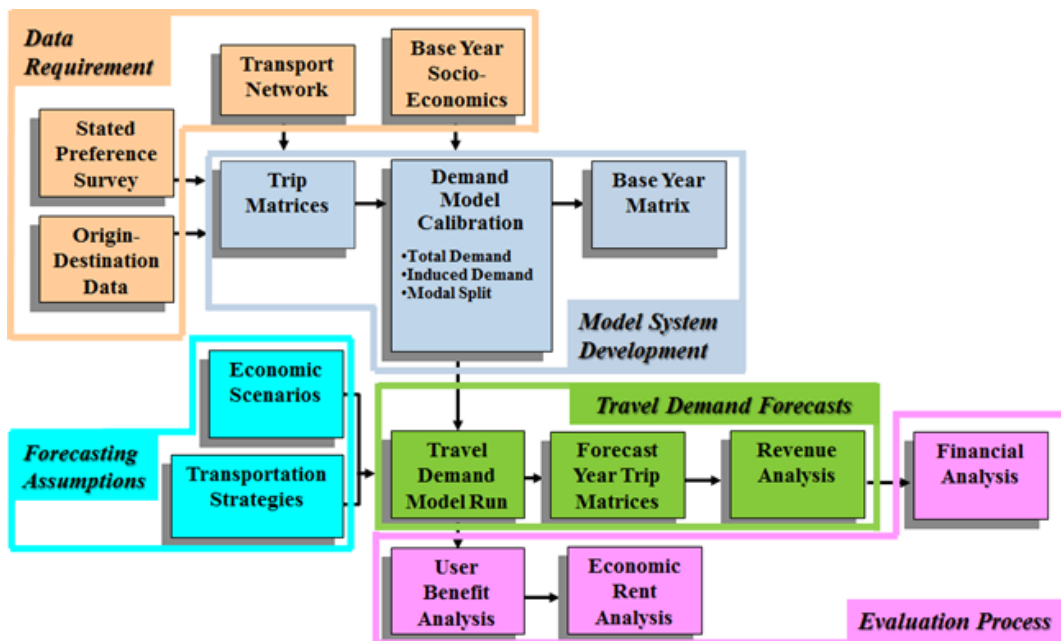 Data
Requirement
Transport
Network
Base Year
Socio-
Economics
Stated
Preference
Survey
Origin-
Destination
Data
Trip
Matrices
Demand
Model
Calibration
•Total Demand
•Induced Demand
•Modal Split
Base Year
Matrix
Model System
Development
Economic
Scenarios
Transportation
Strategies
Forecasting
Assumptions
Travel Demand Forecasts
Travel
Demand
Model Run
Forecast
Year Trip
Matrices
Revenue
Analysis
Financial
Analysis
User
Benefit
Analysis
Economic
Rent
Analysis
Evaluation Process